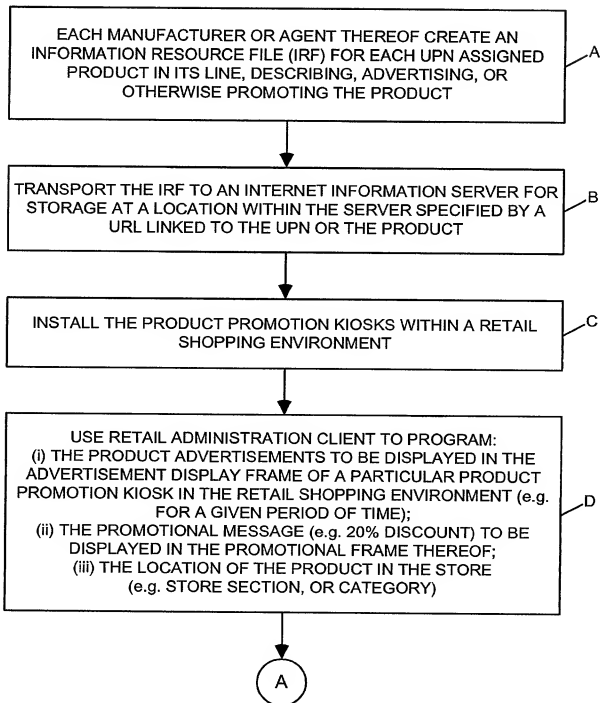 EACH MANUFACTURER OR AGENT THEREOF CREATE AN
INFORMATION RESOURCE FILE (IRF) FOR EACH UPN ASSIGNED
PRODUCT IN ITS LINE, DESCRIBING, ADVERTISING, OR
OTHERWISE PROMOTING THE PRODUCT
A
TRANSPORT THE IRF TO AN INTERNET INFORMATION SERVER FOR
STORAGE AT A LOCATION WITHIN THE SERVER SPECIFIED BY A
URL LINKED TO THE UPN OR THE PRODUCT
B
INSTALL THE PRODUCT PROMOTION KIOSKS WITHIN A RETAIL
SHOPPING ENVIRONMENT
C
USE RETAIL ADMINISTRATION CLIENT TO PROGRAM:
(i) THE PRODUCT ADVERTISEMENTS TO BE DISPLAYED IN THE
ADVERTISEMENT DISPLAY FRAME OF A PARTICULAR PRODUCT
PROMOTION KIOSK IN THE RETAIL SHOPPING ENVIRONMENT (e.g.
FOR A GIVEN PERIOD OF TIME);
(ii) THE PROMOTIONAL MESSAGE (e.g. 20% DISCOUNT) TO BE
DISPLAYED IN THE PROMOTIONAL FRAME THEREOF;
(iii) THE LOCATION OF THE PRODUCT IN THE STORE
(e.g. STORE SECTION, OR CATEGORY)
D
A